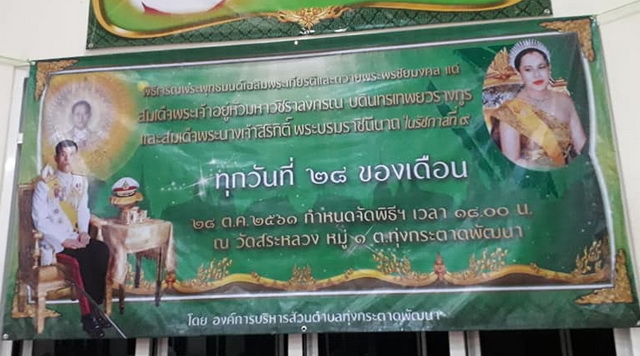 พิธีเจริญพระพุทธมนต์เฉลิมพระเกียรติและถวายพระพรชัยมงคล แด่
สมเด็จพระเจ้าอยู่หัวมหาวชิราลงกรณ บดินทรเทพยวรางกูร
และสมเด็จพระนางเจ้าสิริกิติ์ พระบรมราชินีนาถ ในรัชกาลที่ ๙
ทุกวันที่ ๒๘ ของเดือน
๒๘ ต.ค.๒๕๖๑ กำหนดจัดพิธีฯ เวลา ๑๘.๐๐ น.
ณ วัดสระหลวง หมู่ ๑ ต.ทุ่งกระตาดพัฒนา
โดย องค์การบริหารส่วนตำบลทุ่งกระตาดพัฒนา